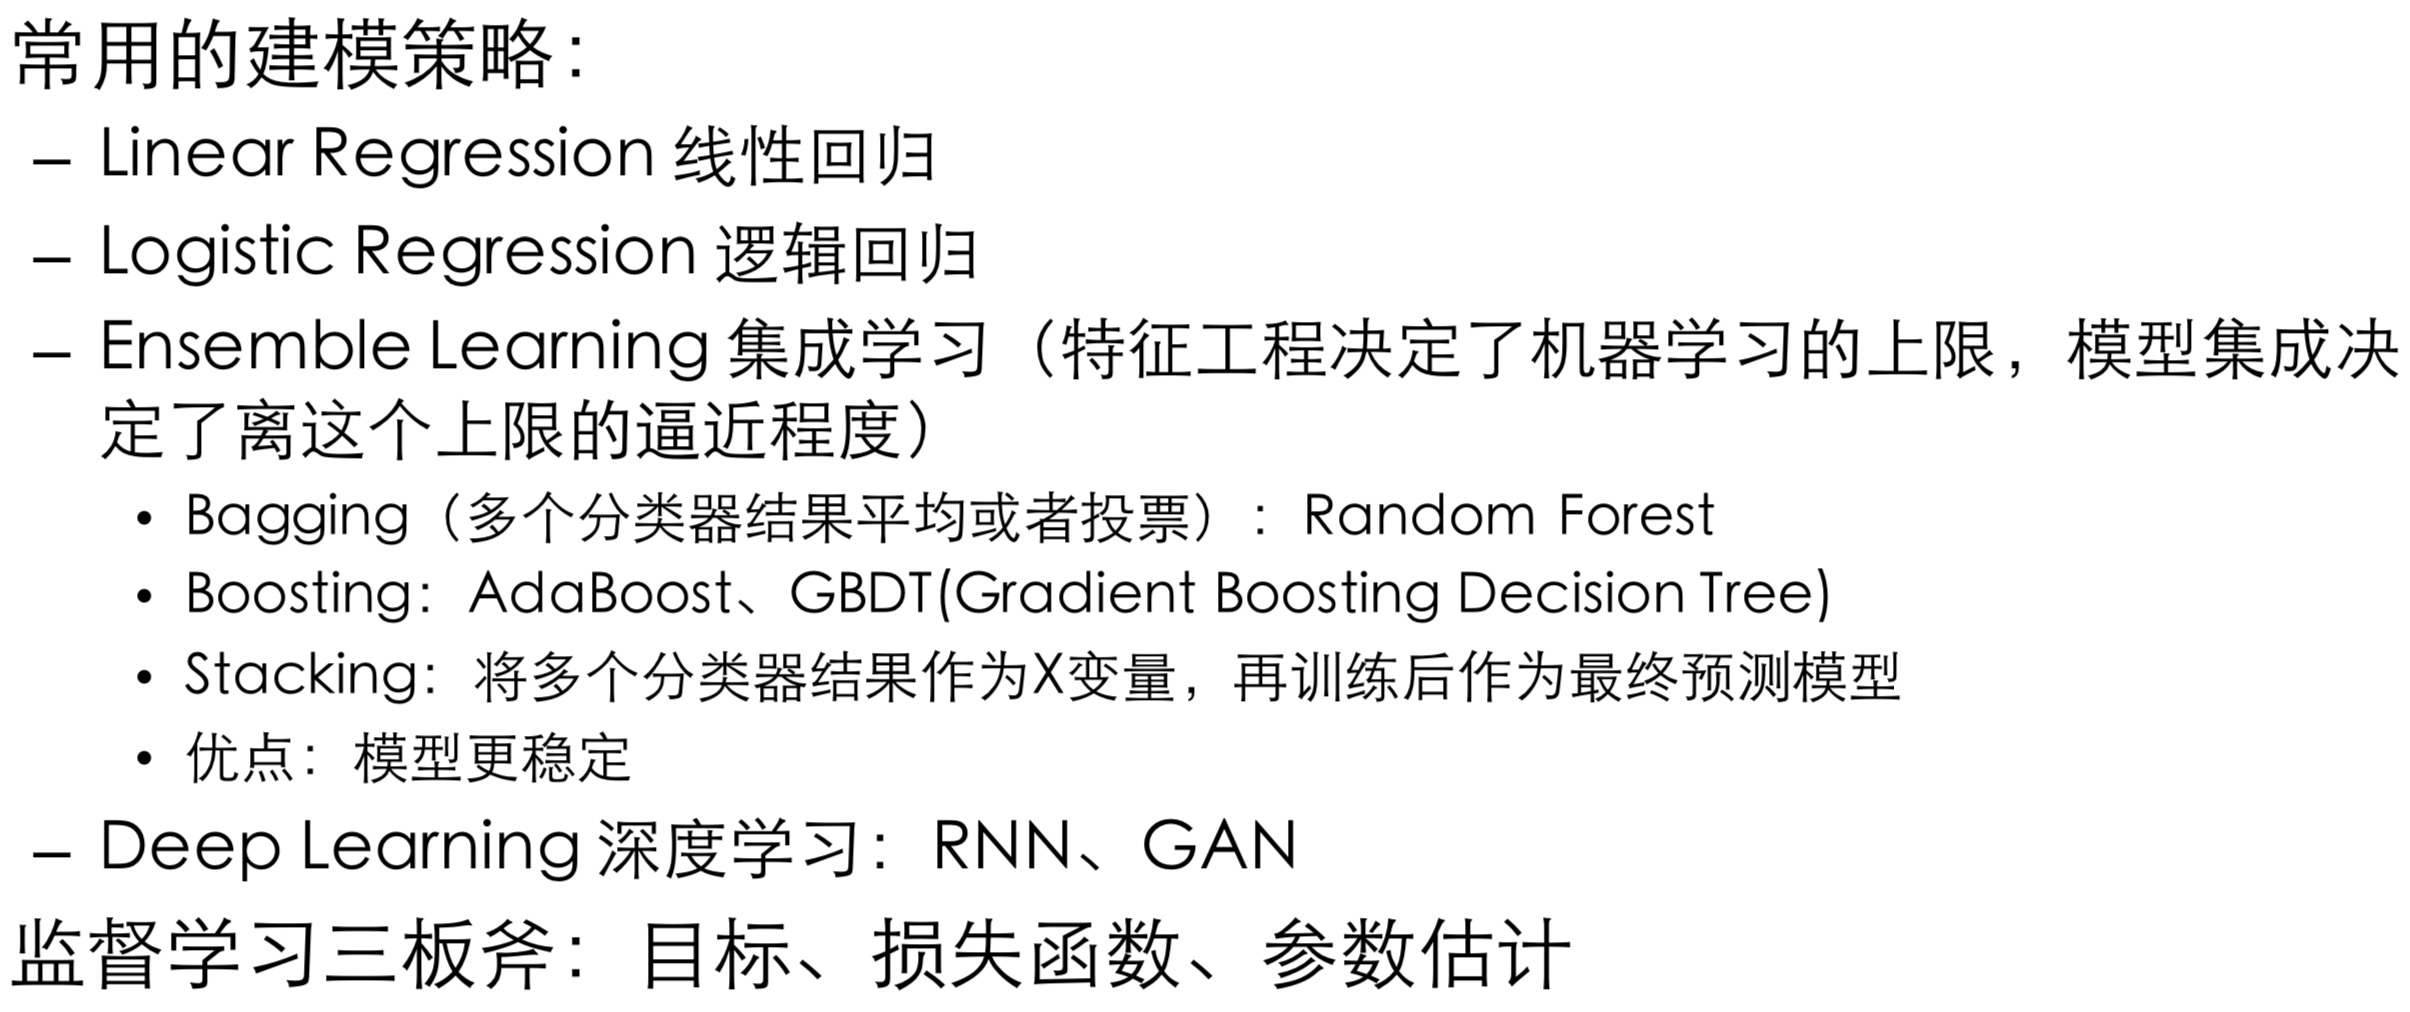 常用的建模策略：
– Linear Regression 线性回归
– Logistic Regression 逻辑回归
– Ensemble Learning 集成学习（特征工程决定了机器学习的上限，模型集成决
定了离这个上限的逼近程度）
• Bagging（多个分类器结果平均或者投票）：Random Forest
• Boosting：AdaBoost、GBDT(Gradient Boosting Decision Tree)
• Stacking：将多个分类器结果作为X变量，再训练后作为最终预测模型
• 优点：模型更稳定
– Deep Learning 深度学习：RNN、GAN
监督学习三板斧：目标、损失函数、参数估计